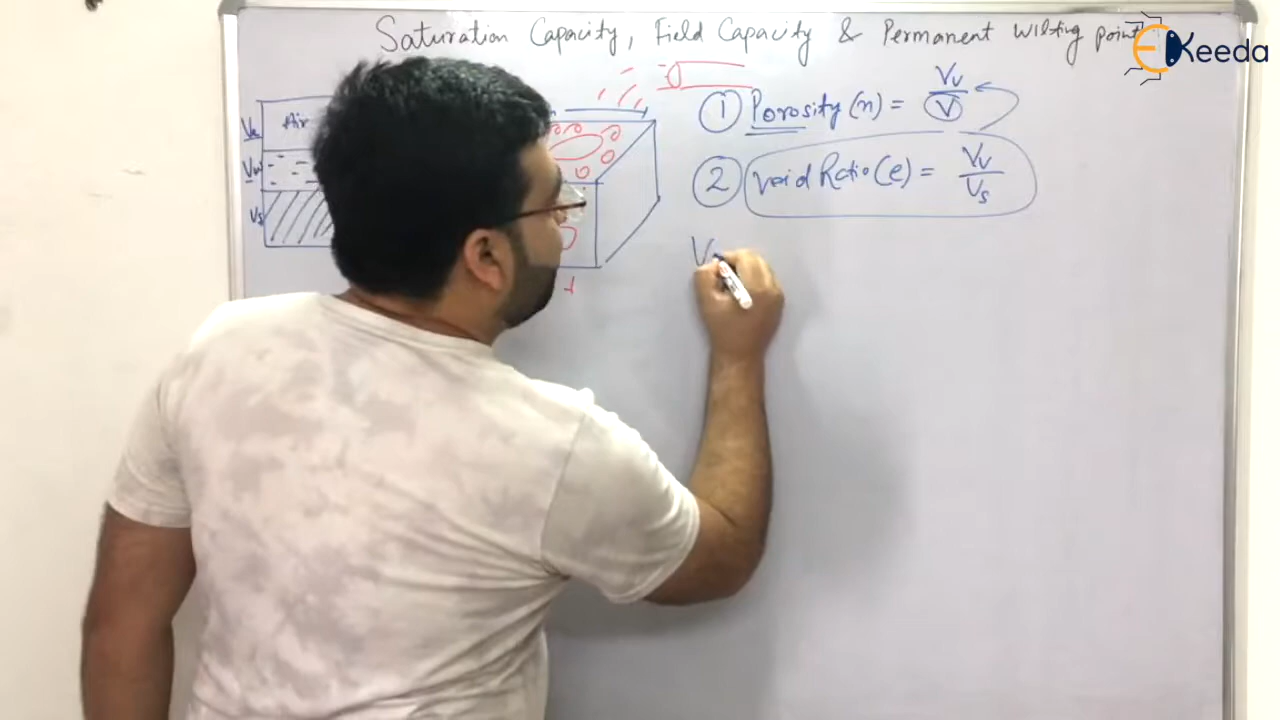 Saturation Capacity, Field Capacity & Permanent Wilting point
EKeeda
Va Air
Vw
Vs
① Porosity (n) = Vv/V
② Void Ratio (e) = Vv/Vs
V